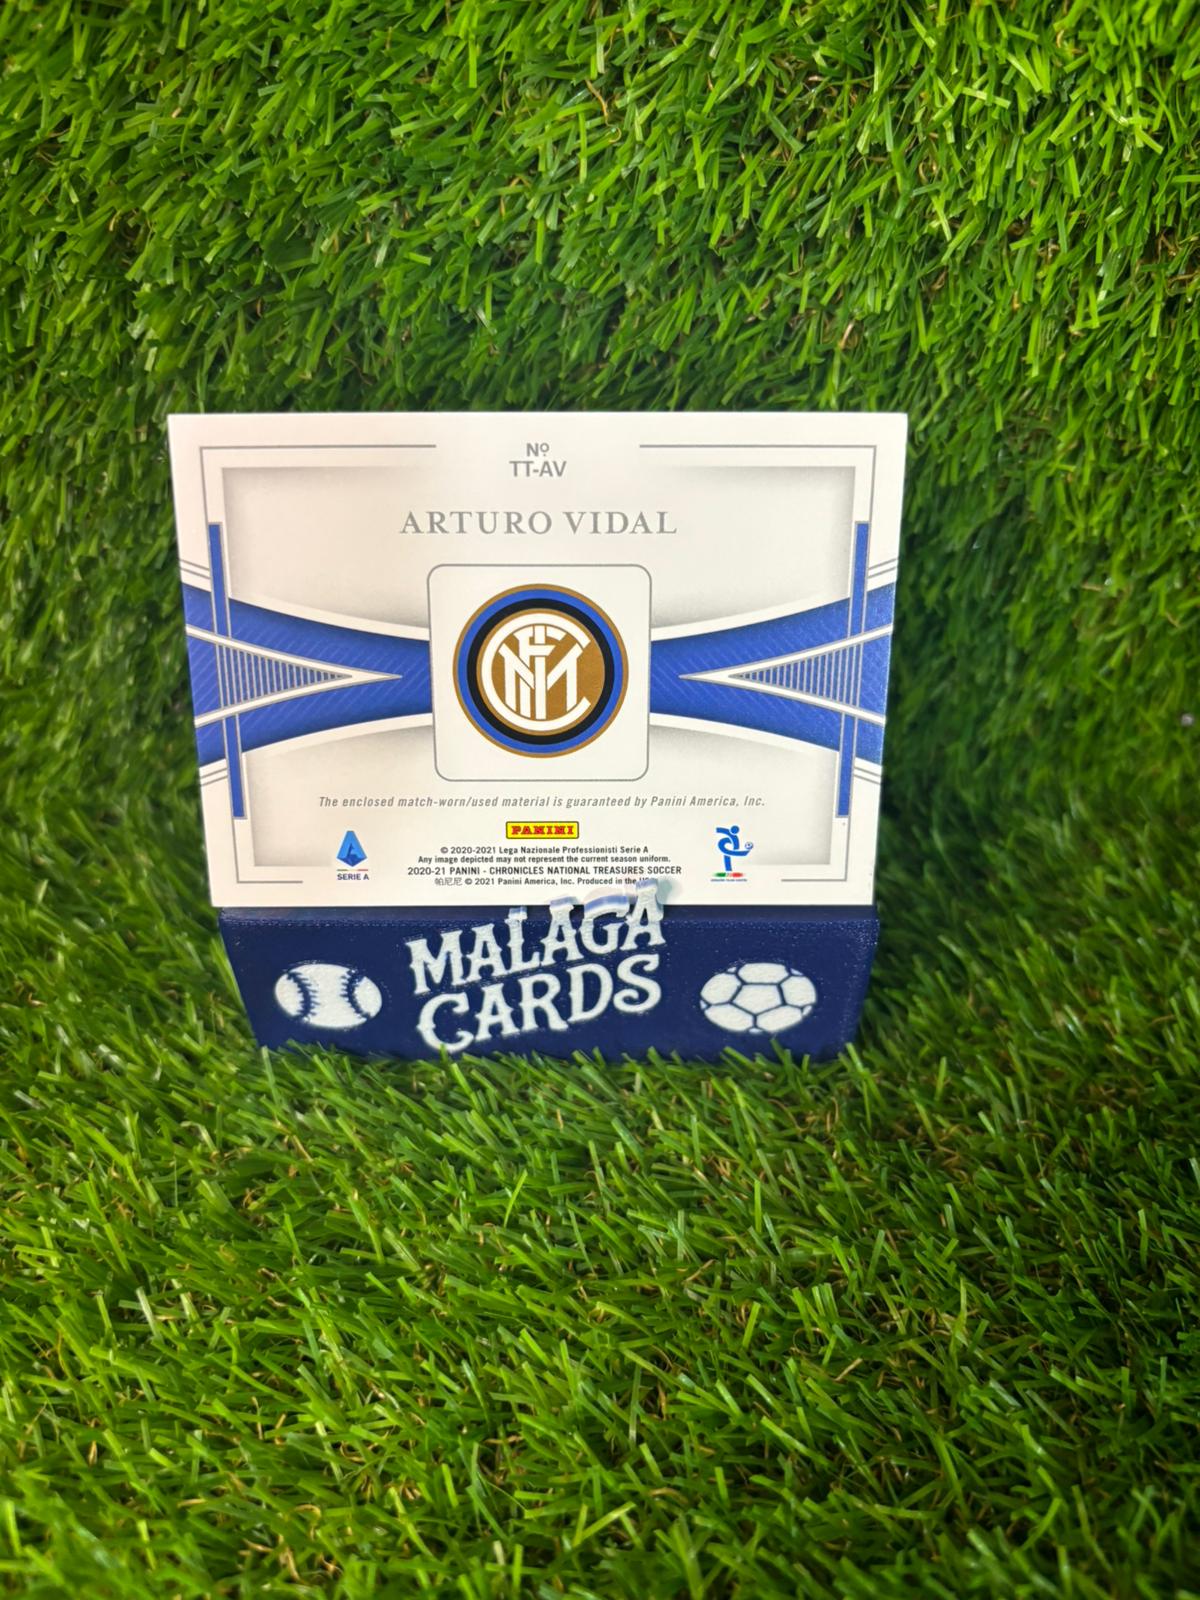 Nº
TT-AV
ARTURO VIDAL
The enclosed match-worn/used material is guaranteed by Panini America, Inc.
PANINI
© 2020-2021 Lega Nazionale Professionisti Serie A
Any image depicted may not represent the current season uniform.
2020-21 PANINI - CHRONICLES NATIONAL TREASURES SOCCER
帕尼尼 © 2021 Panini America, Inc. Produced in the
SERIE A
MALAGA
CARDS